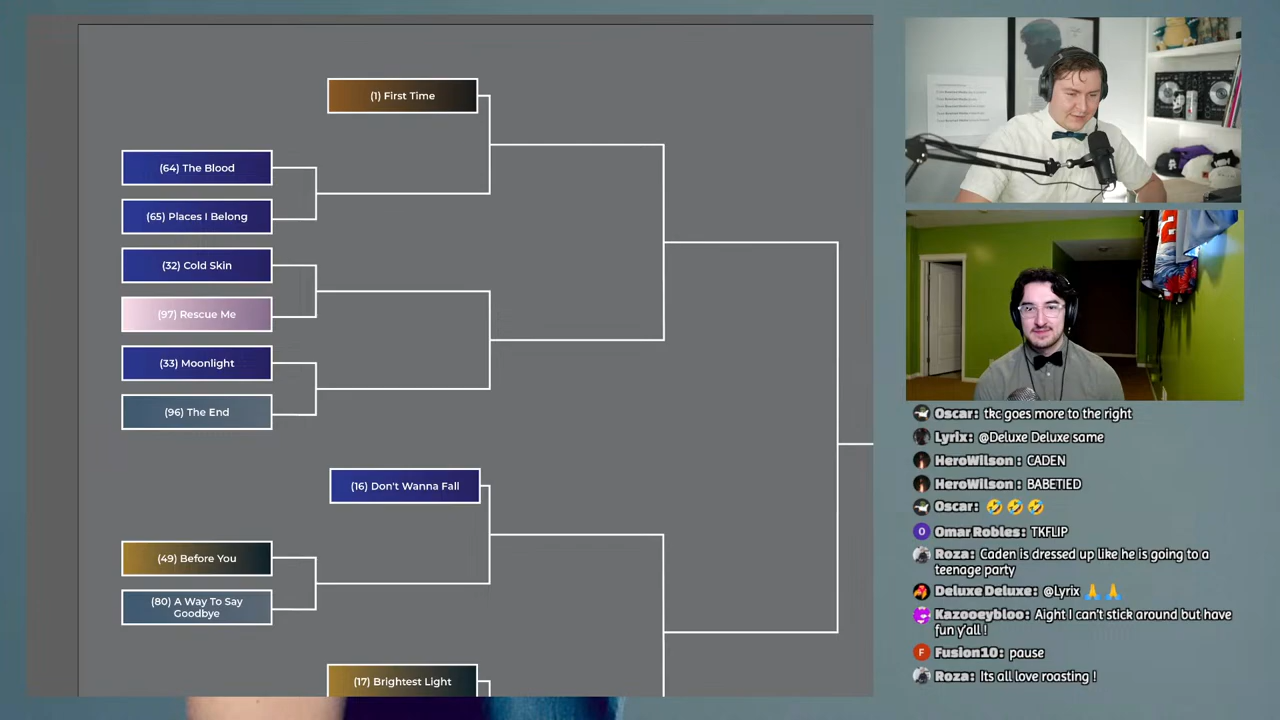 (1) First Time
(64) The Blood
(65) Places I Belong
(32) Cold Skin
(97) Rescue Me
(33) Moonlight
(96) The End
(16) Don't Wanna Fall
(49) Before You
(80) A Way To Say
Goodbye
(17) Brightest Light
Oscar: tkc goes more to the right
Lyrix: @Deluxe Deluxe same
HeroWilson : CADEN
HeroWilson : BABETIED
Oscar: 🤣 🤣 🤣
O
Omar Robles: TKFLIP
Roza: Caden is dressed up like he is going to a
teenage party
Deluxe Deluxe: @Lyrix 🙏 🙏
Kazooeybloo: Aight I can't stick around but have
fun y'all !
F
Fusion10: pause
Roza: Its all love roasting !